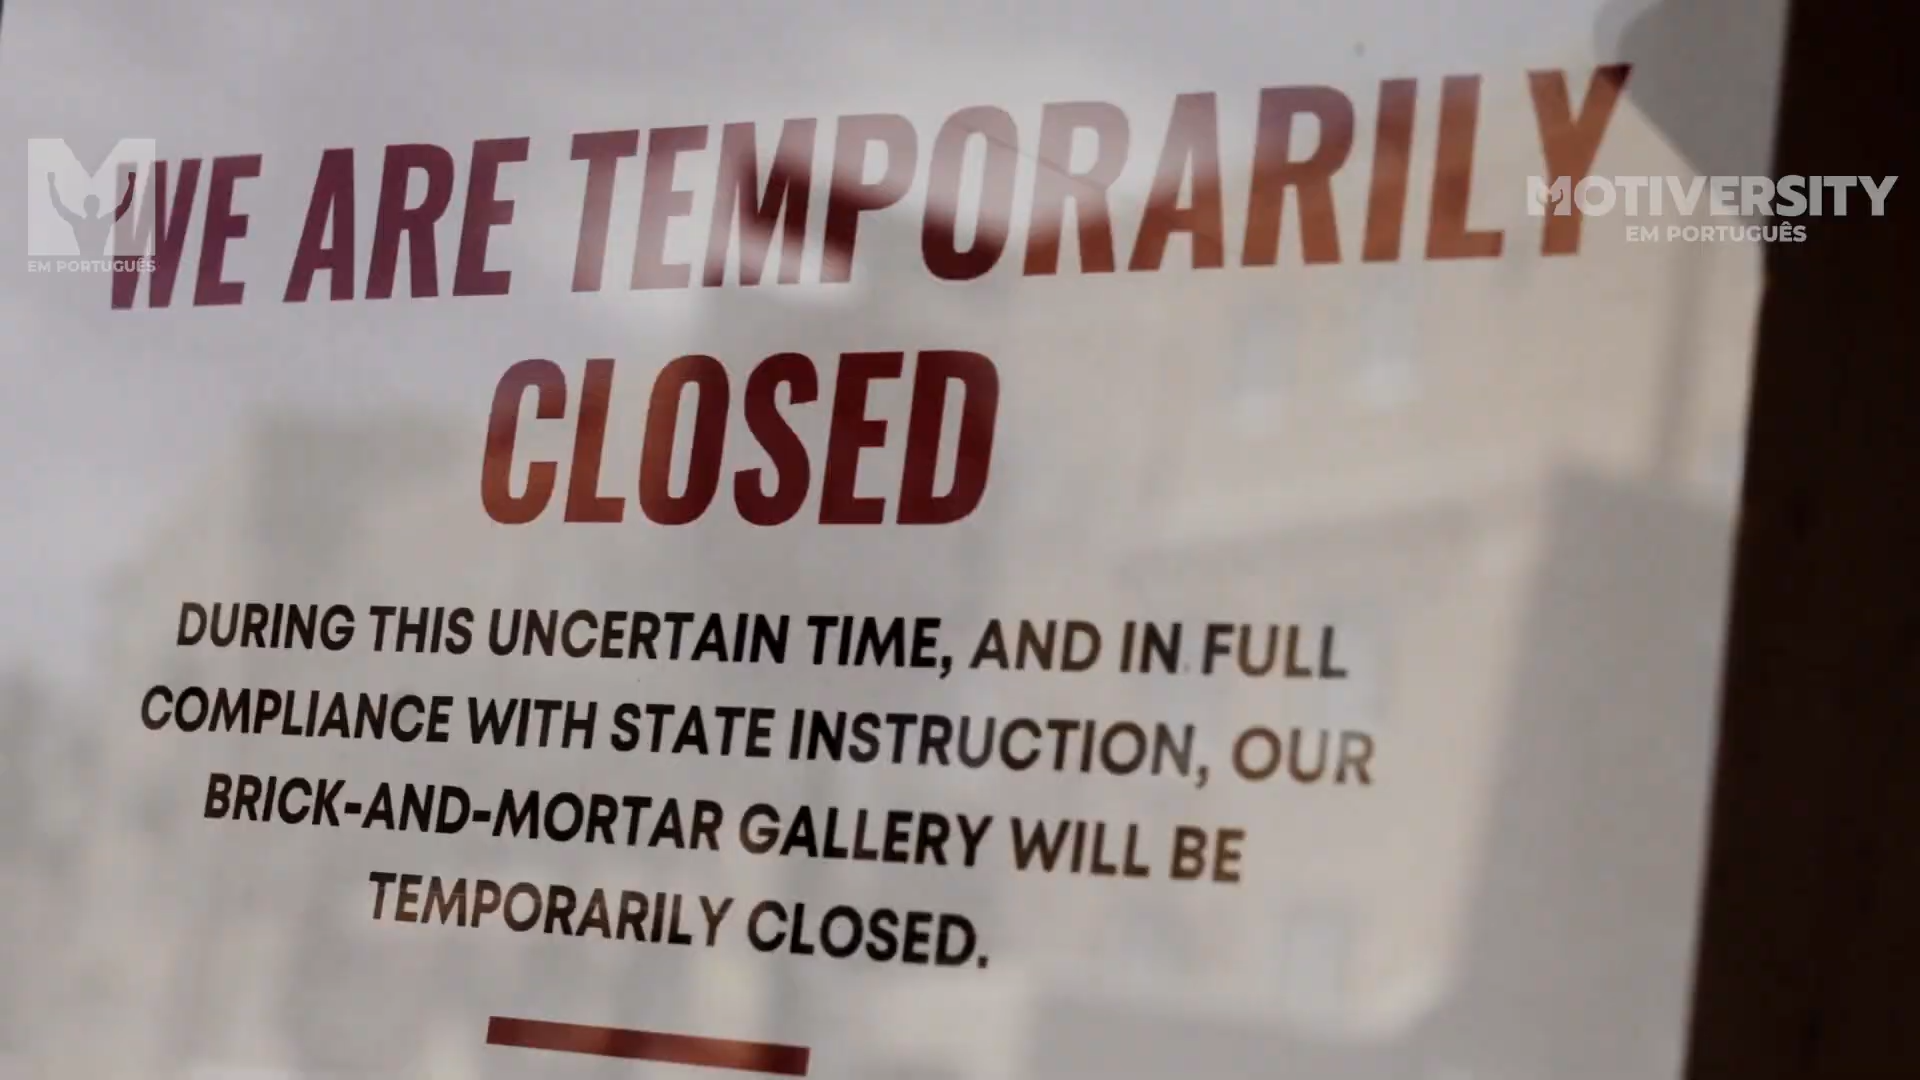 WE ARE TEMPORARILY
CLOSED
DURING THIS UNCERTAIN TIME, AND IN FULL
COMPLIANCE WITH STATE INSTRUCTION, OUR
BRICK-AND-MORTAR GALLERY WILL BE
TEMPORARILY CLOSED.
M
EM PORTUGUÊS
MOTIVERSITY
EM PORTUGUÊS